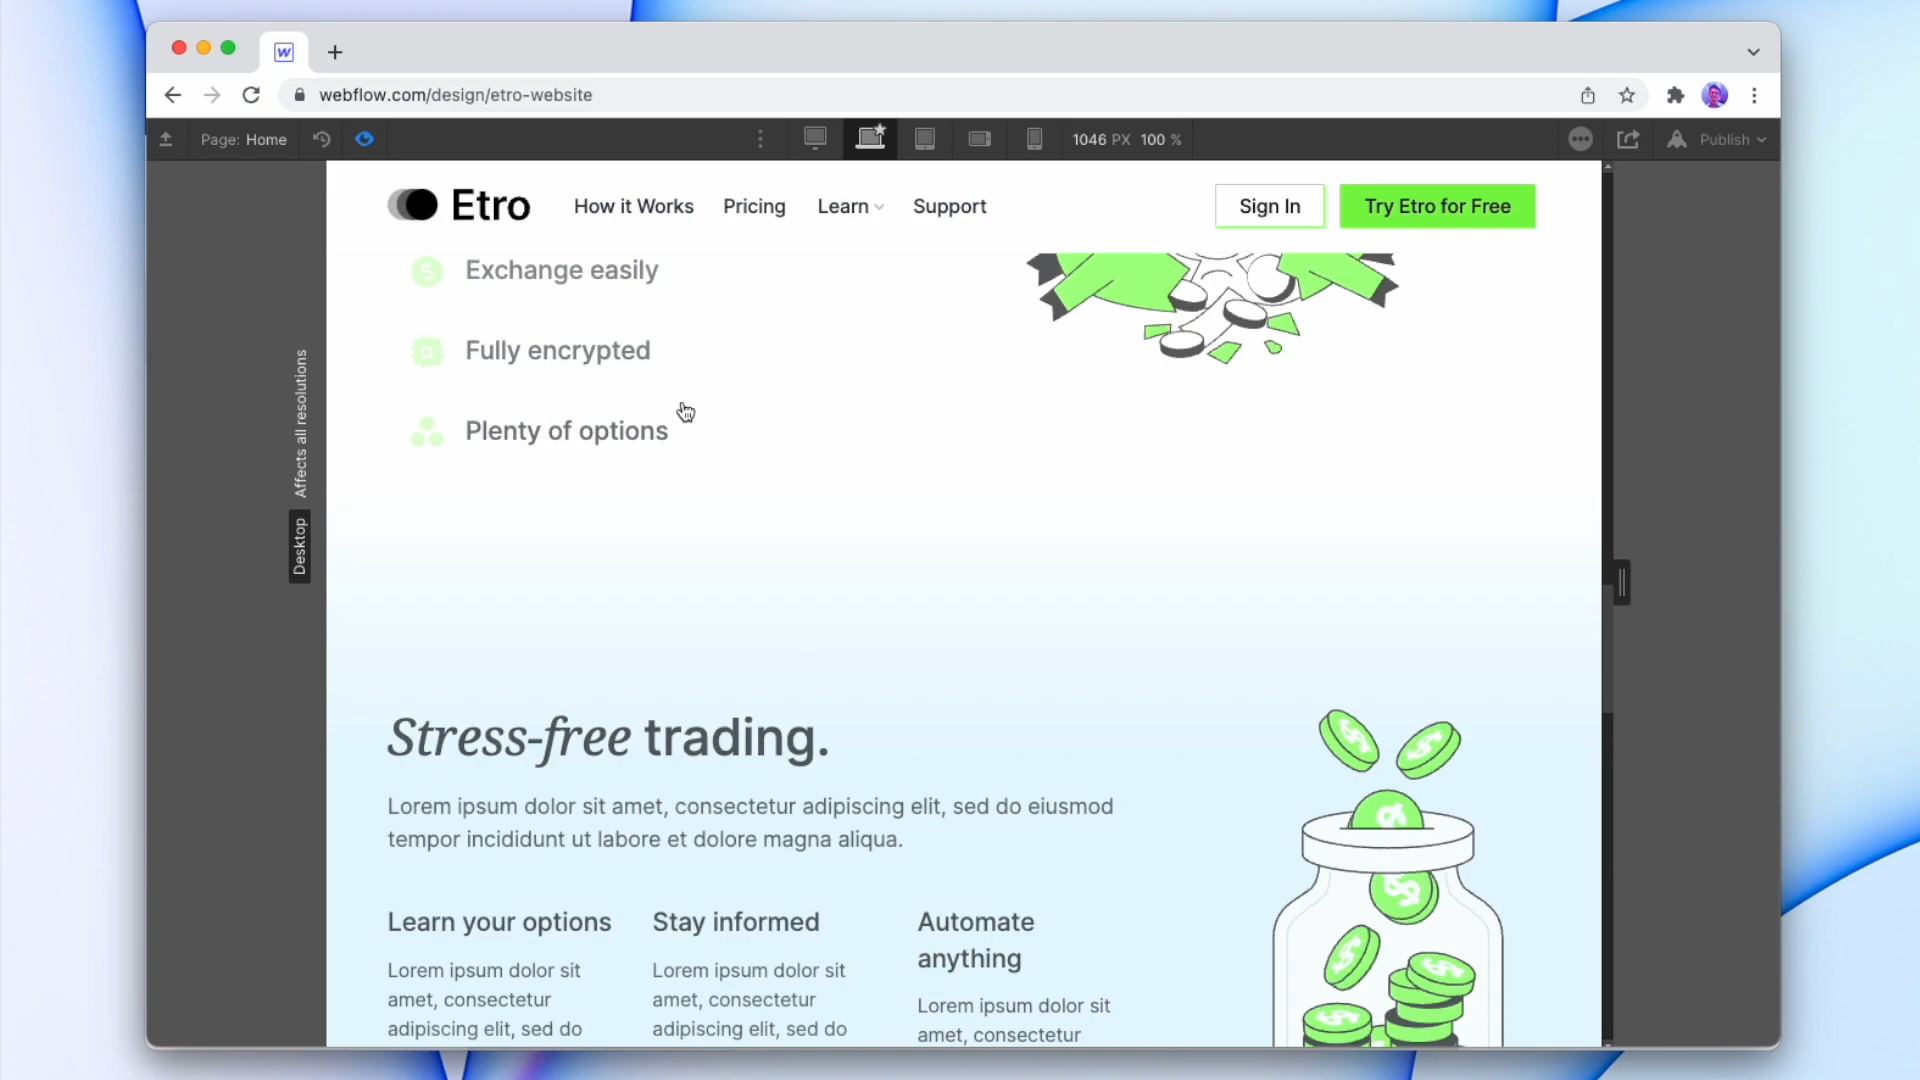 W
webflow.com/design/etro-website
Page: Home
1046 PX 100 %
Publish
Etro
How it Works
Pricing
Learn
Support
Sign In
Try Etro for Free
Exchange easily
Fully encrypted
Plenty of options
Affects all resolutions
Desktop
Stress-free trading.
Lorem ipsum dolor sit amet, consectetur adipiscing elit, sed do eiusmod
tempor incididunt ut labore et dolore magna aliqua.
Learn your options
Lorem ipsum dolor sit
amet, consectetur
adipiscing elit, sed do
Stay informed
Lorem ipsum dolor sit
amet, consectetur
adipiscing elit, sed do
Automate
anything
Lorem ipsum dolor sit
amet, consectetur